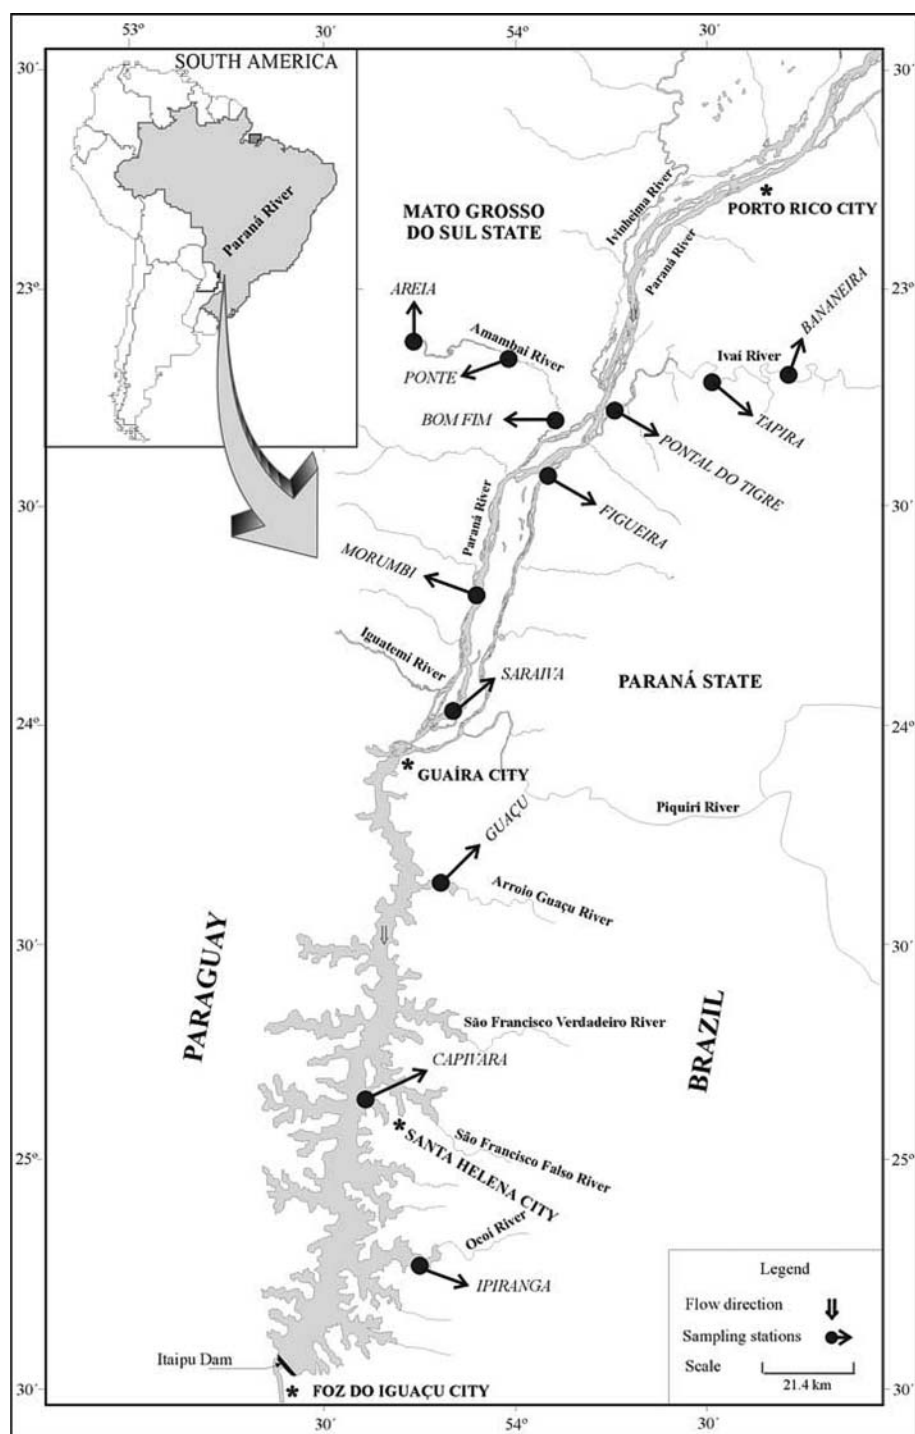 53º
30´
54º
30´
30´
30´
SOUTH AMERICA
Paraná River
MATO GROSSO
DO SUL STATE
Ivinheima River
PORTO RICO CITY
Paraná River
23º
23º
AREIA
BANANEIRA
Amambaí River
Ivaí River
PONTE
TAPIRA
BOM FIM
PONTAL DO TIGRE
30´
30´
Paraná River
FIGUEIRA
MORUMBI
Iguatemi River
SARAIVA
PARANÁ STATE
24º
24º
GUAÍRA CITY
Piquiri River
GUAÇU
Arroio Guaçu River
30´
30´
PARAGUAY
BRAZIL
São Francisco Verdadeiro River
CAPIVARA
São Francisco Falso River
SANTA HELENA CITY
25º
25º
Ocoí River
IPIRANGA
Legend
Flow direction
Sampling stations
Scale
21.4 km
Itaipu Dam
FOZ DO IGUAÇU CITY
30´
30´
30´
54º
30´